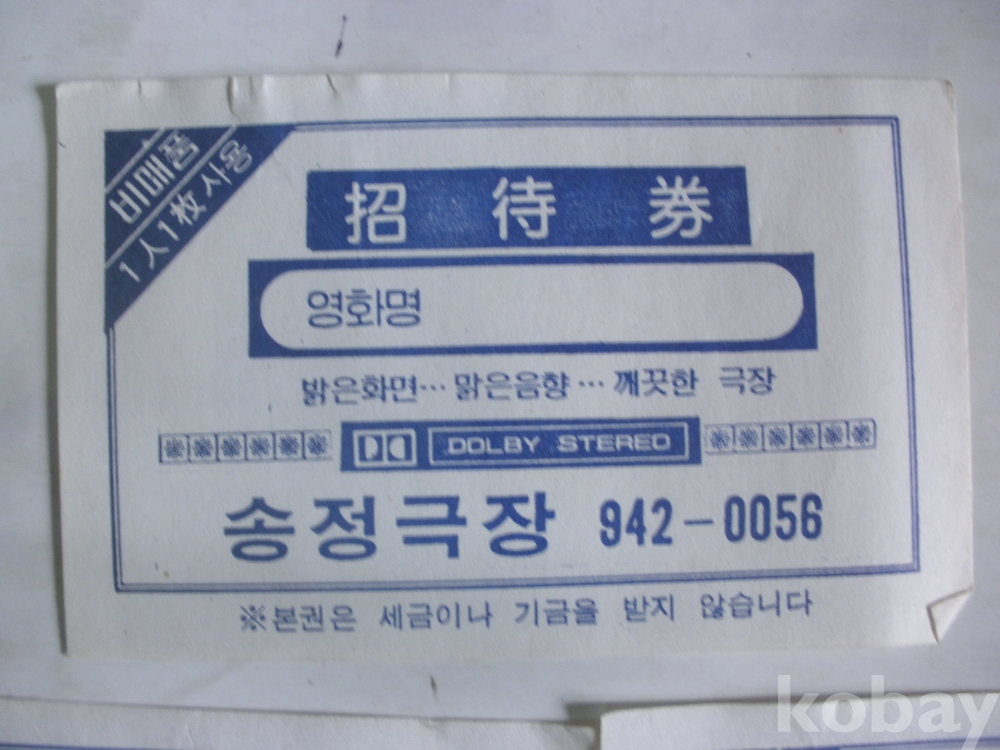 비매품
1人1枚 사용
招待券
영화명
밝은화면… 맑은음향… 깨끗한 극장
DOLBY STEREO
송정극장 942-0056
※본권은 세금이나 기금을 받지 않습니다
kobay